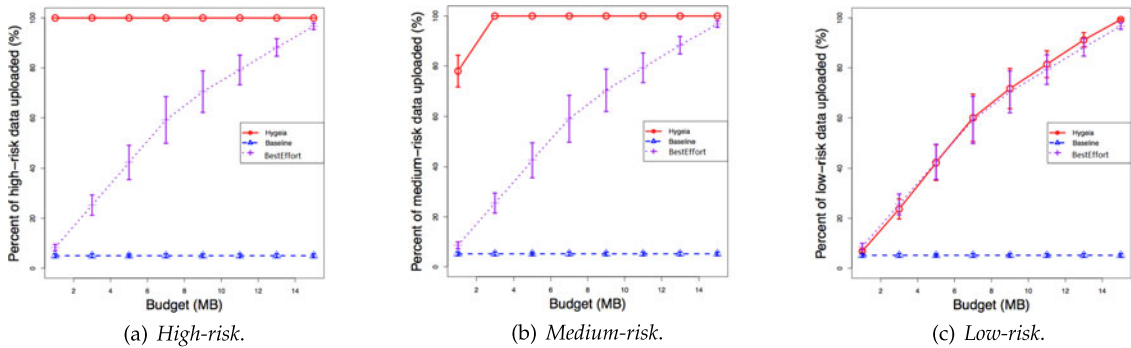 Percent of high-risk data uploaded (%)
100
80
60
40
20
0
Hygeia
Baseline
BestEffort
2 4 6 8 10 12 14
Budget (MB)
(a) High-risk.
Percent of medium-risk data uploaded (%)
100
80
60
40
20
0
Hygeia
Baseline
BestEffort
2 4 6 8 10 12 14
Budget (MB)
(b) Medium-risk.
Percent of low-risk data uploaded (%)
100
80
60
40
20
0
Hygeia
Baseline
BestEffort
2 4 6 8 10 12 14
Budget (MB)
(c) Low-risk.